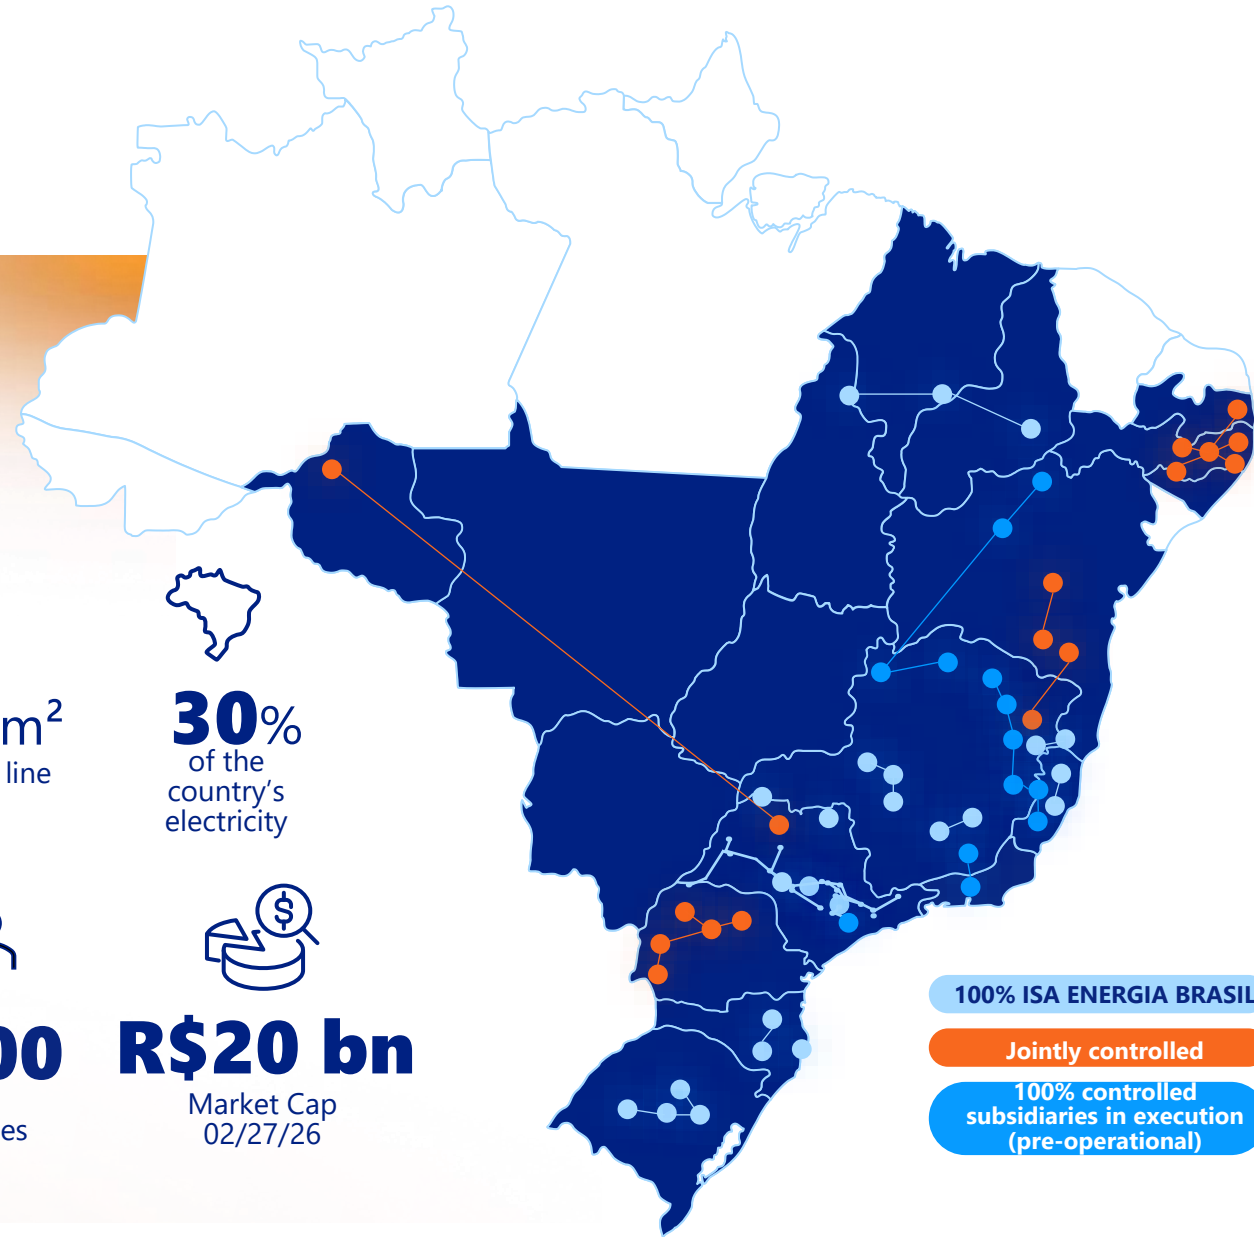 m²
line
30%
of the
country's
electricity
00
es
$
R$20 bn
Market Cap
02/27/26
100% ISA ENERGIA BRASIL
Jointly controlled
100% controlled
subsidiaries in execution
(pre-operational)